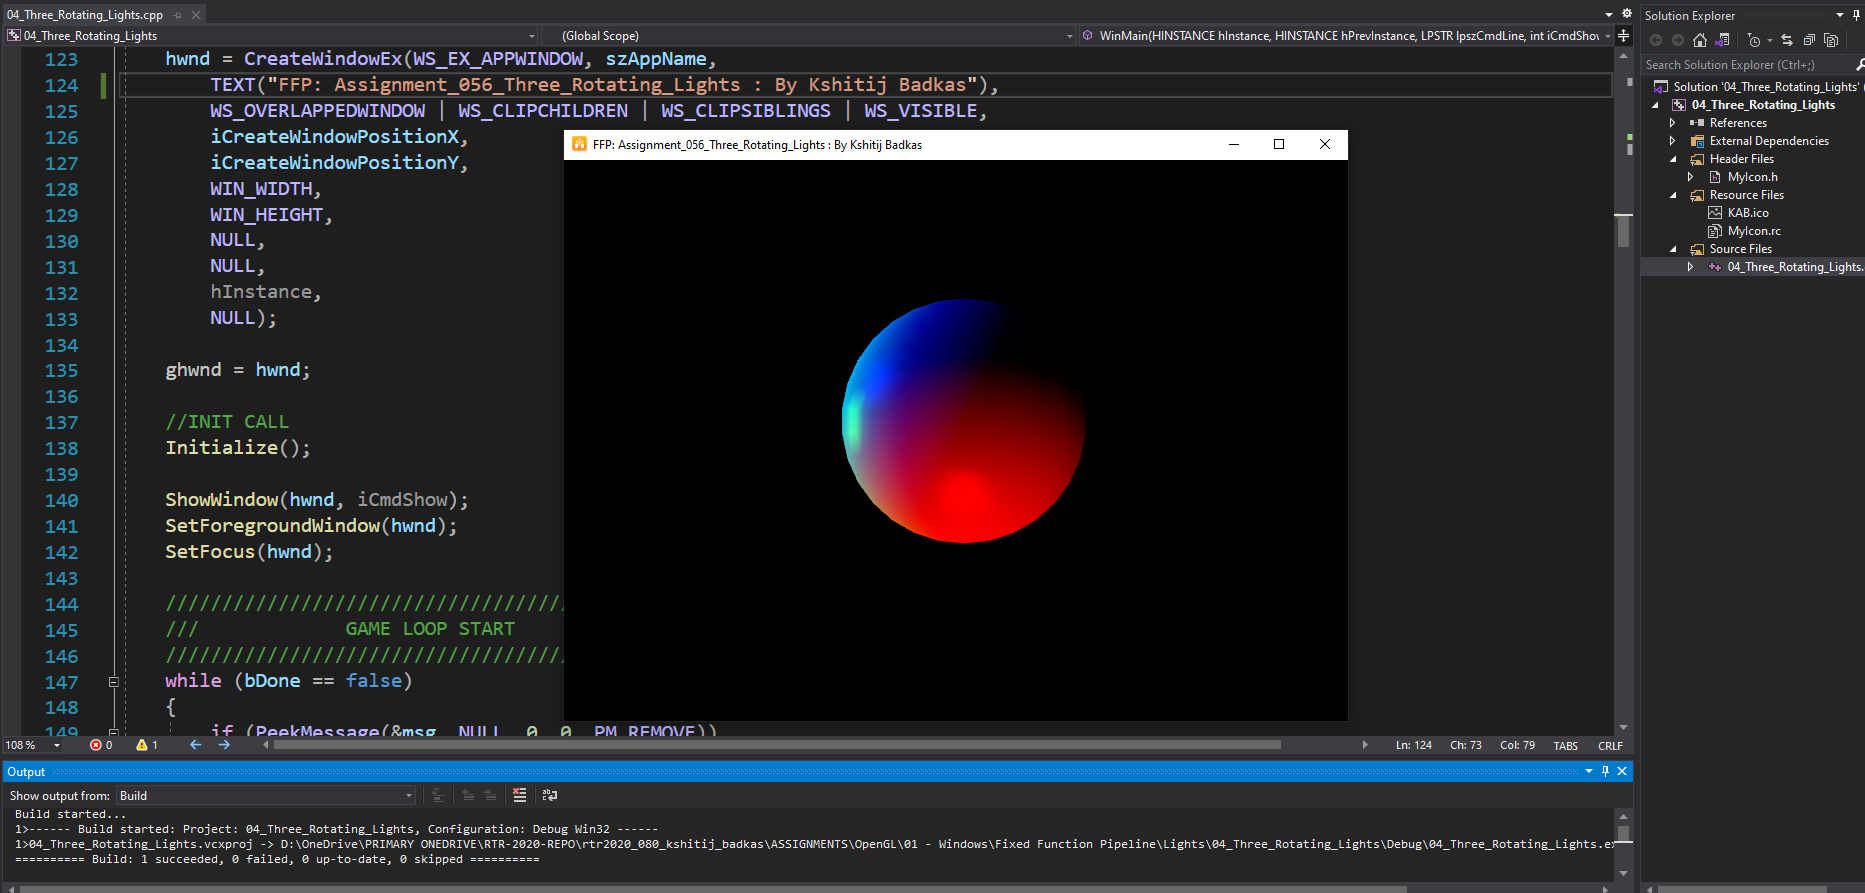 04_Three_Rotating_Lights.cpp
04_Three_Rotating_Lights
(Global Scope)
WinMain(HINSTANCE hInstance, HINSTANCE hPrevInstance, LPSTR lpszCmdLine, int iCmdShov
123 hwnd = CreateWindowEx(WS_EX_APPWINDOW, szAppName,
124 TEXT("FFP: Assignment_056_Three_Rotating_Lights : By Kshitij Badkas"),
125 WS_OVERLAPPEDWINDOW | WS_CLIPCHILDREN | WS_CLIPSIBLINGS | WS_VISIBLE,
126 iCreateWindowPositionX,
127 iCreateWindowPositionY,
128 WIN_WIDTH,
129 WIN_HEIGHT,
130 NULL,
131 NULL,
132 hInstance,
133 NULL);
134
135 ghwnd = hwnd;
136
137 //INIT CALL
138 Initialize();
139
140 ShowWindow(hwnd, iCmdShow);
141 SetForegroundWindow(hwnd);
142 SetFocus(hwnd);
143
144 ////////////////////////////////////
145 /// GAME LOOP START
146 ////////////////////////////////////
147 while (bDone == false)
148 {
149 if (PeekMessage(&msg, NULL, 0, 0, PM_REMOVE))
FFP: Assignment_056_Three_Rotating_Lights : By Kshitij Badkas
108 %
0
1
Ln: 124 Ch: 73 Col: 79 TABS CRLF
Output
Show output from: Build
Build started...
1>------ Build started: Project: 04_Three_Rotating_Lights, Configuration: Debug Win32 ------
1>04_Three_Rotating_Lights.vcxproj -> D:\OneDrive\PRIMARY ONEDRIVE\RTR-2020-REPO\rtr2020_080_kshitij_badkas\ASSIGNMENTS\OpenGL\01 - Windows\Fixed Function Pipeline\Lights\04_Three_Rotating_Lights\Debug\04_Three_Rotating_Lights.ex
========== Build: 1 succeeded, 0 failed, 0 up-to-date, 0 skipped ==========
Solution Explorer
Search Solution Explorer (Ctrl+;)
Solution '04_Three_Rotating_Lights' (
04_Three_Rotating_Lights
References
External Dependencies
Header Files
MyIcon.h
Resource Files
KAB.ico
MyIcon.rc
Source Files
04_Three_Rotating_Lights.